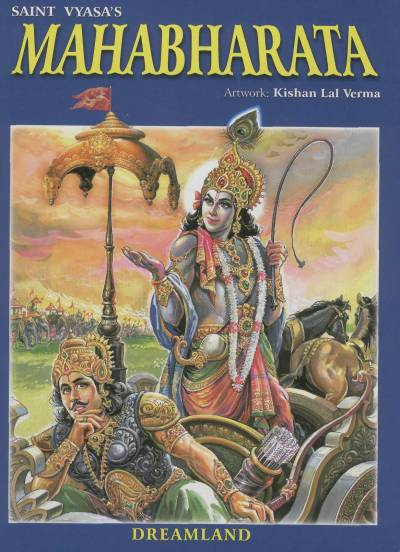 SAINT VYASA'S
MAHABHARATA
Artwork: Kishan Lal Verma
DREAMLAND